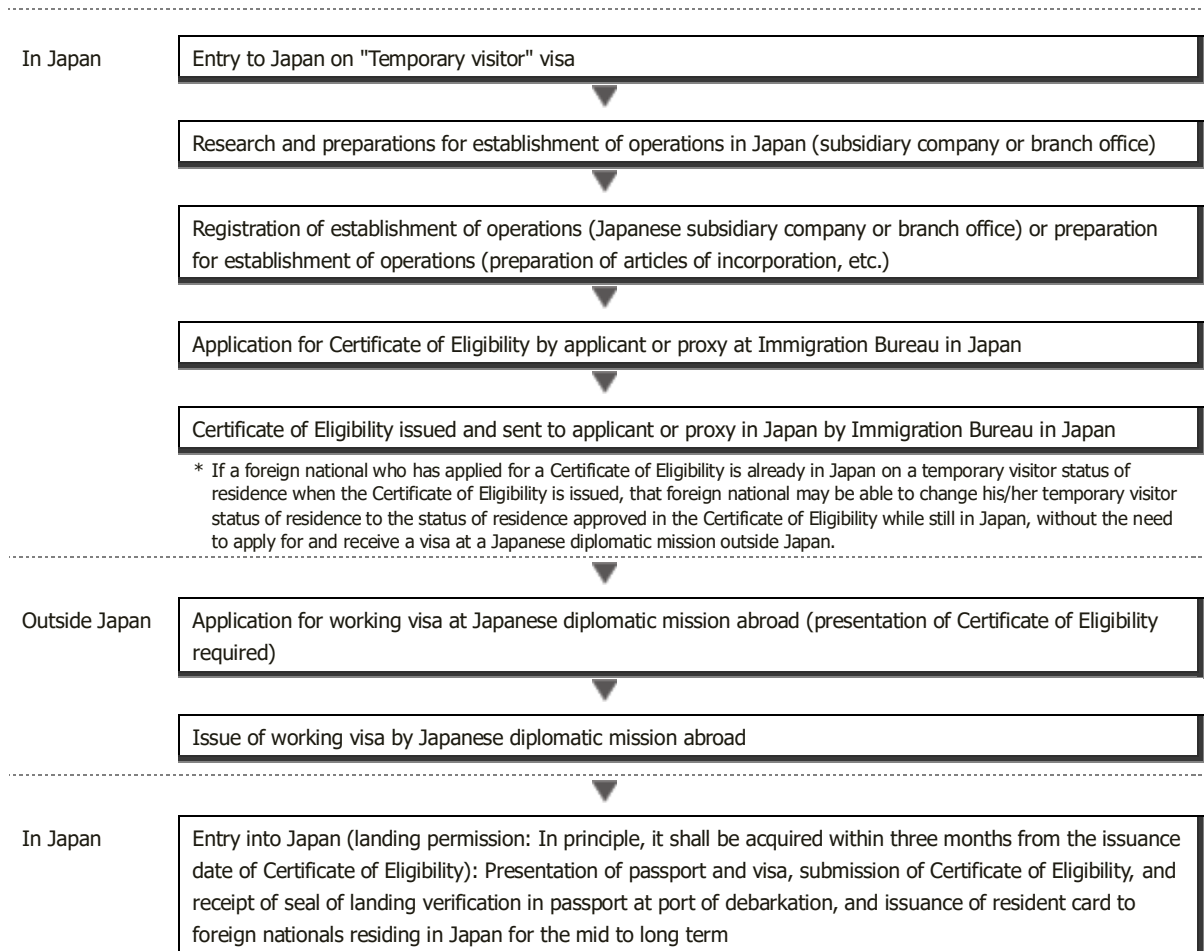 In Japan
Entry to Japan on "Temporary visitor" visa
Research and preparations for establishment of operations in Japan (subsidiary company or branch office)
Registration of establishment of operations (Japanese subsidiary company or branch office) or preparation
for establishment of operations (preparation of articles of incorporation, etc.)
Application for Certificate of Eligibility by applicant or proxy at Immigration Bureau in Japan
Certificate of Eligibility issued and sent to applicant or proxy in Japan by Immigration Bureau in Japan
* If a foreign national who has applied for a Certificate of Eligibility is already in Japan on a temporary visitor status of
residence when the Certificate of Eligibility is issued, that foreign national may be able to change his/her temporary visitor
status of residence to the status of residence approved in the Certificate of Eligibility while still in Japan, without the need
to apply for and receive a visa at a Japanese diplomatic mission outside Japan.
Outside Japan
Application for working visa at Japanese diplomatic mission abroad (presentation of Certificate of Eligibility
required)
Issue of working visa by Japanese diplomatic mission abroad
In Japan
Entry into Japan (landing permission: In principle, it shall be acquired within three months from the issuance
date of Certificate of Eligibility): Presentation of passport and visa, submission of Certificate of Eligibility, and
receipt of seal of landing verification in passport at port of debarkation, and issuance of resident card to
foreign nationals residing in Japan for the mid to long term